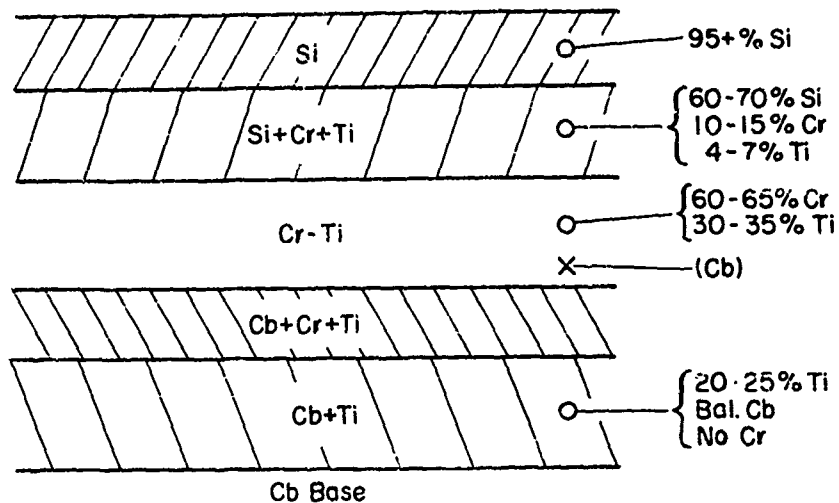 Si
95+% Si
Si+Cr+Ti
60-70% Si
10-15% Cr
4-7% Ti
Cr-Ti
60-65% Cr
30-35% Ti
(Cb)
Cb+Cr+Ti
Cb+Ti
20-25% Ti
Bal. Cb
No Cr
Cb Base